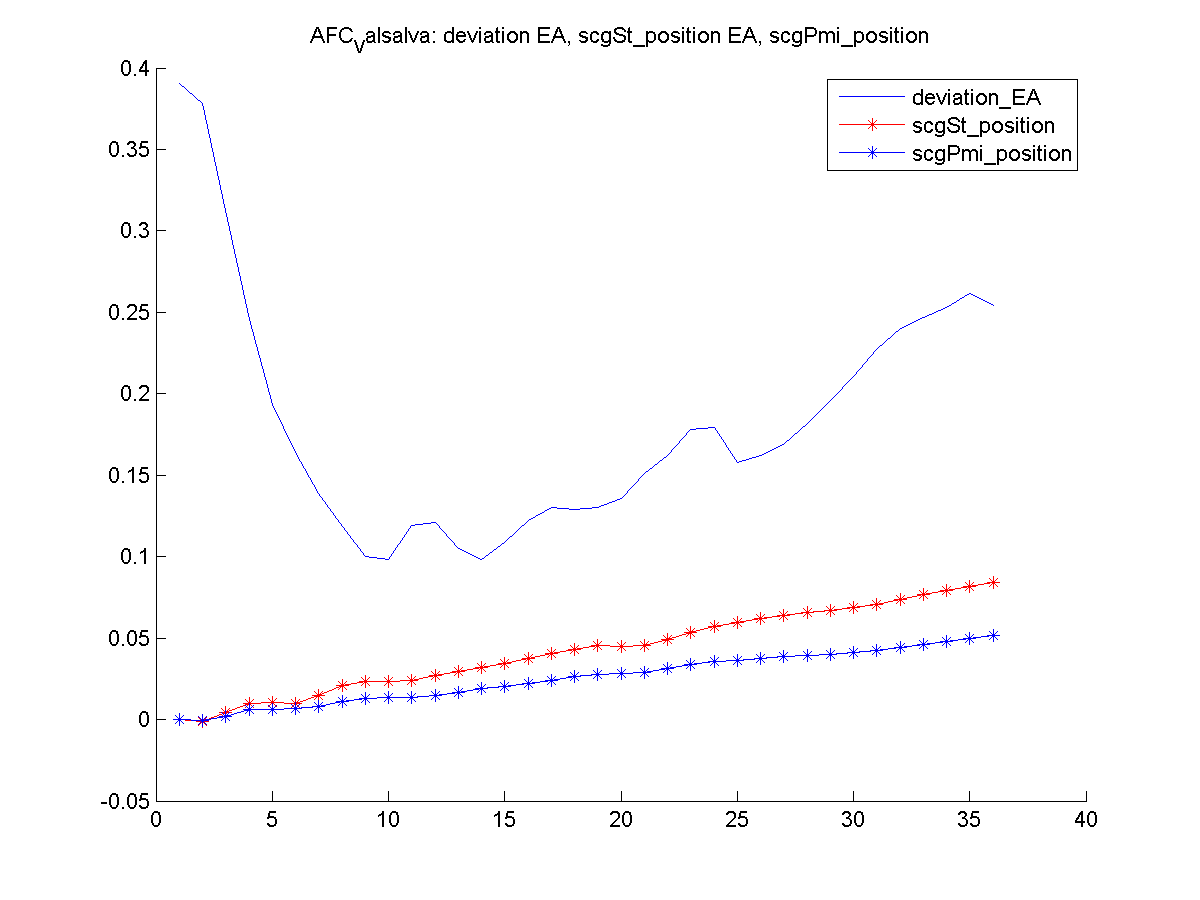 AFC_Valsalva: deviation EA, scgSt_position EA, scgPmi_position
0.4
0.35
0.3
0.25
0.2
0.15
0.1
0.05
0
-0.05
0 5 10 15 20 25 30 35 40
deviation_EA
scgSt_position
scgPmi_position